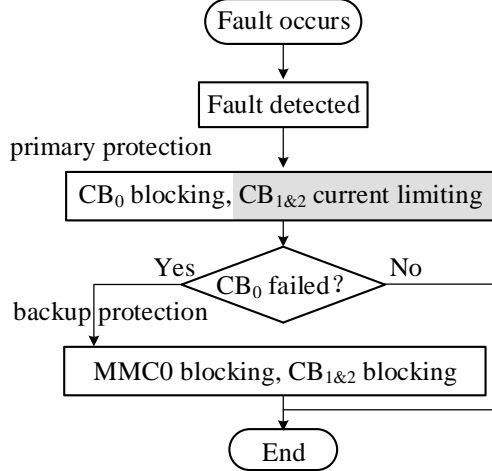 Fault occurs
Fault detected
primary protection
CB₀ blocking, CB₁&₂ current limiting
Yes
No
CB₀ failed?
backup protection
MMC0 blocking, CB₁&₂ blocking
End